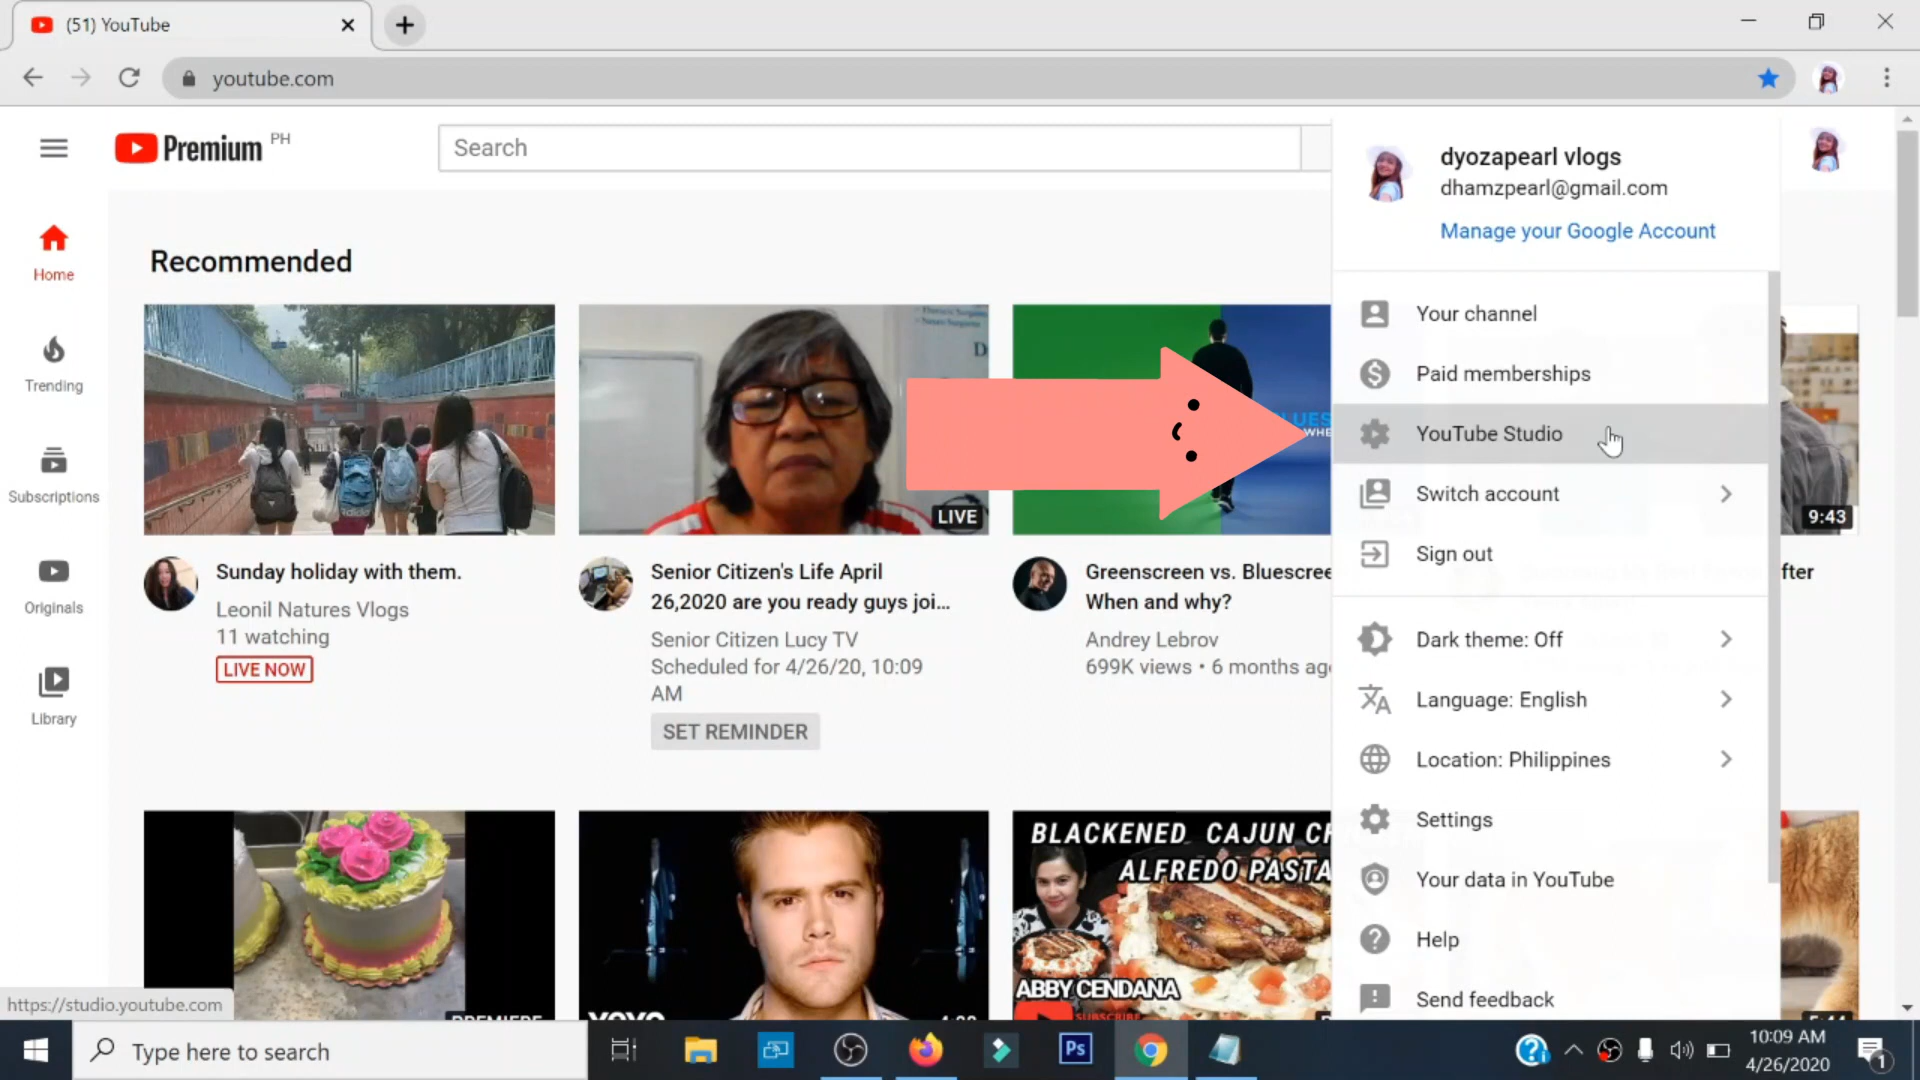 (51) YouTube
youtube.com
Premium PH
Search
dyozapearl vlogs
dhamzpearl@gmail.com
Manage your Google Account
Home
Trending
Subscriptions
Originals
Library
Recommended
LIVE
9:43
Sunday holiday with them.
Leonil Natures Vlogs
11 watching
LIVE NOW
Senior Citizen's Life April
26,2020 are you ready guys joi...
Senior Citizen Lucy TV
Scheduled for 4/26/20, 10:09
AM
SET REMINDER
Greenscreen vs. Bluescree
When and why?
Andrey Lebrov
699K views • 6 months ago
fter
Your channel
Paid memberships
YouTube Studio
Switch account
Sign out
Dark theme: Off
Language: English
Location: Philippines
Settings
Your data in YouTube
Help
Send feedback
BLACKENED CAJUN CH
ALFREDO PASTA
ABBY CENDANA
SUBSCRIBE
https://studio.youtube.com
Type here to search
Ps
10:09 AM
4/26/2020
1